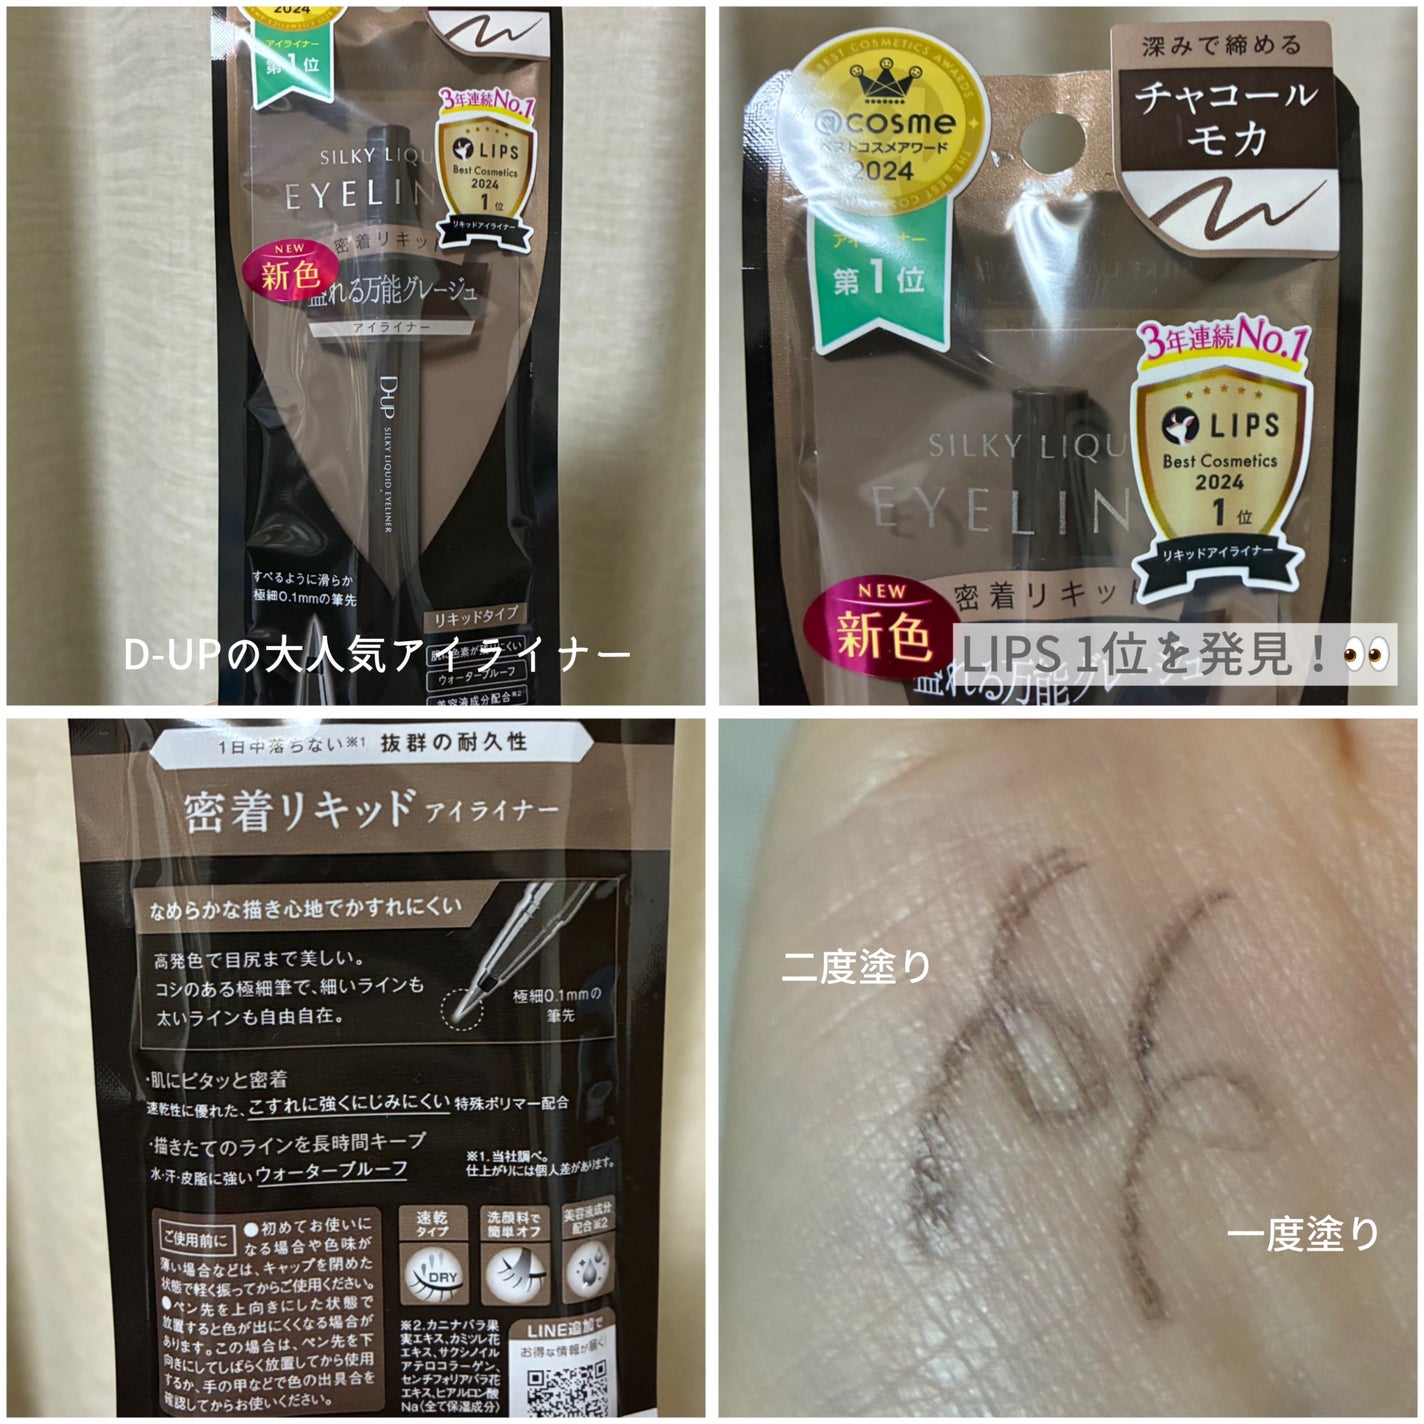 2024
アイライナー
第1位
3年連続No.1
LIPS
Best Cosmetics
2024
1位
リキッドアイライナー
SILKY LIQU
EYELIN
密着リキッ
NEW
新色
盛れる万能グレージュ
アイライナー
D-UP SILKY LIQUID EYELINER
すべるように滑らか
極細0.1mmの筆先
リキッドタイプ
ウォータープルーフ
美容液成分配合※2
D-UPの大人気アイライナー
THE BEST COSMETICS AWARDS
@cosme
ベストコスメアワード
2024
アイライナー
第1位
深みで締める
チャコール
モカ
3年連続No.1
LIPS
Best Cosmetics
2024
1位
リキッドアイライナー
SILKY LIQU
EYELIN
密着リキッ
NEW
新色
盛れる万能グレージュ
LIPS 1位を発見！👀
1日中落ちない※1 抜群の耐久性
密着リキッド アイライナー
なめらかな描き心地でかすれにくい
高発色で目尻まで美しい。
コシのある極細筆で、細いラインも
太いラインも自由自在。
極細0.1mmの
筆先
・肌にピタッと密着
速乾性に優れた、こすれに強くにじみにくい 特殊ポリマー配合
・描きたてのラインを長時間キープ
水・汗・皮脂に強い ウォータープルーフ
※1.当社調べ。
仕上がりには個人差があります。
ご使用前に
●初めてお使いに
なる場合や色味が
薄い場合などは、キャップを閉めた
状態で軽く振ってからご使用ください。
●ペン先を上向きにした状態で
放置すると色が出にくくなる場合が
あります。この場合は、ペン先を下
向きにしてしばらく放置してから使用
するか、手の甲などで色の出具合を
確認してからお使いください。
速乾
タイプ
DRY
洗顔料で
簡単オフ
美容液成分
配合※2
※2.カニナバラ果
実エキス、カミツレ花
エキス、サクシノイル
アテロコラーゲン、
センチフォリアバラ花
エキス、ヒアルロン酸
Na(全て保湿成分)
LINE追加で
お得な情報が届く!
二度塗り
一度塗り